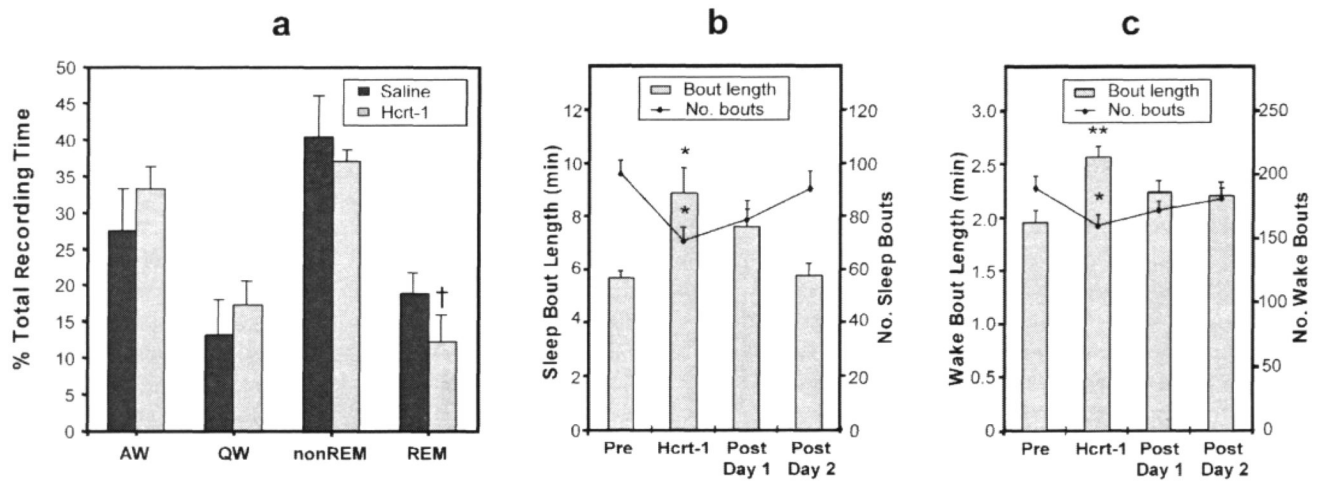 a
b
c
% Total Recording Time
50
45
40
35
30
25
20
15
10
5
0
Saline
Hcrt-1
†
AW
QW
nonREM
REM
Sleep Bout Length (min)
12
10
8
6
4
2
0
Bout length
No. bouts
*
*
120
100
80
60
40
20
0
No. Sleep Bouts
Pre
Hcrt-1
Post
Day 1
Post
Day 2
Wake Bout Length (min)
3.0
2.5
2.0
1.5
1.0
0.5
0
Bout length
No. bouts
**
*
250
200
150
100
50
0
No. Wake Bouts
Pre
Hcrt-1
Post
Day 1
Post
Day 2